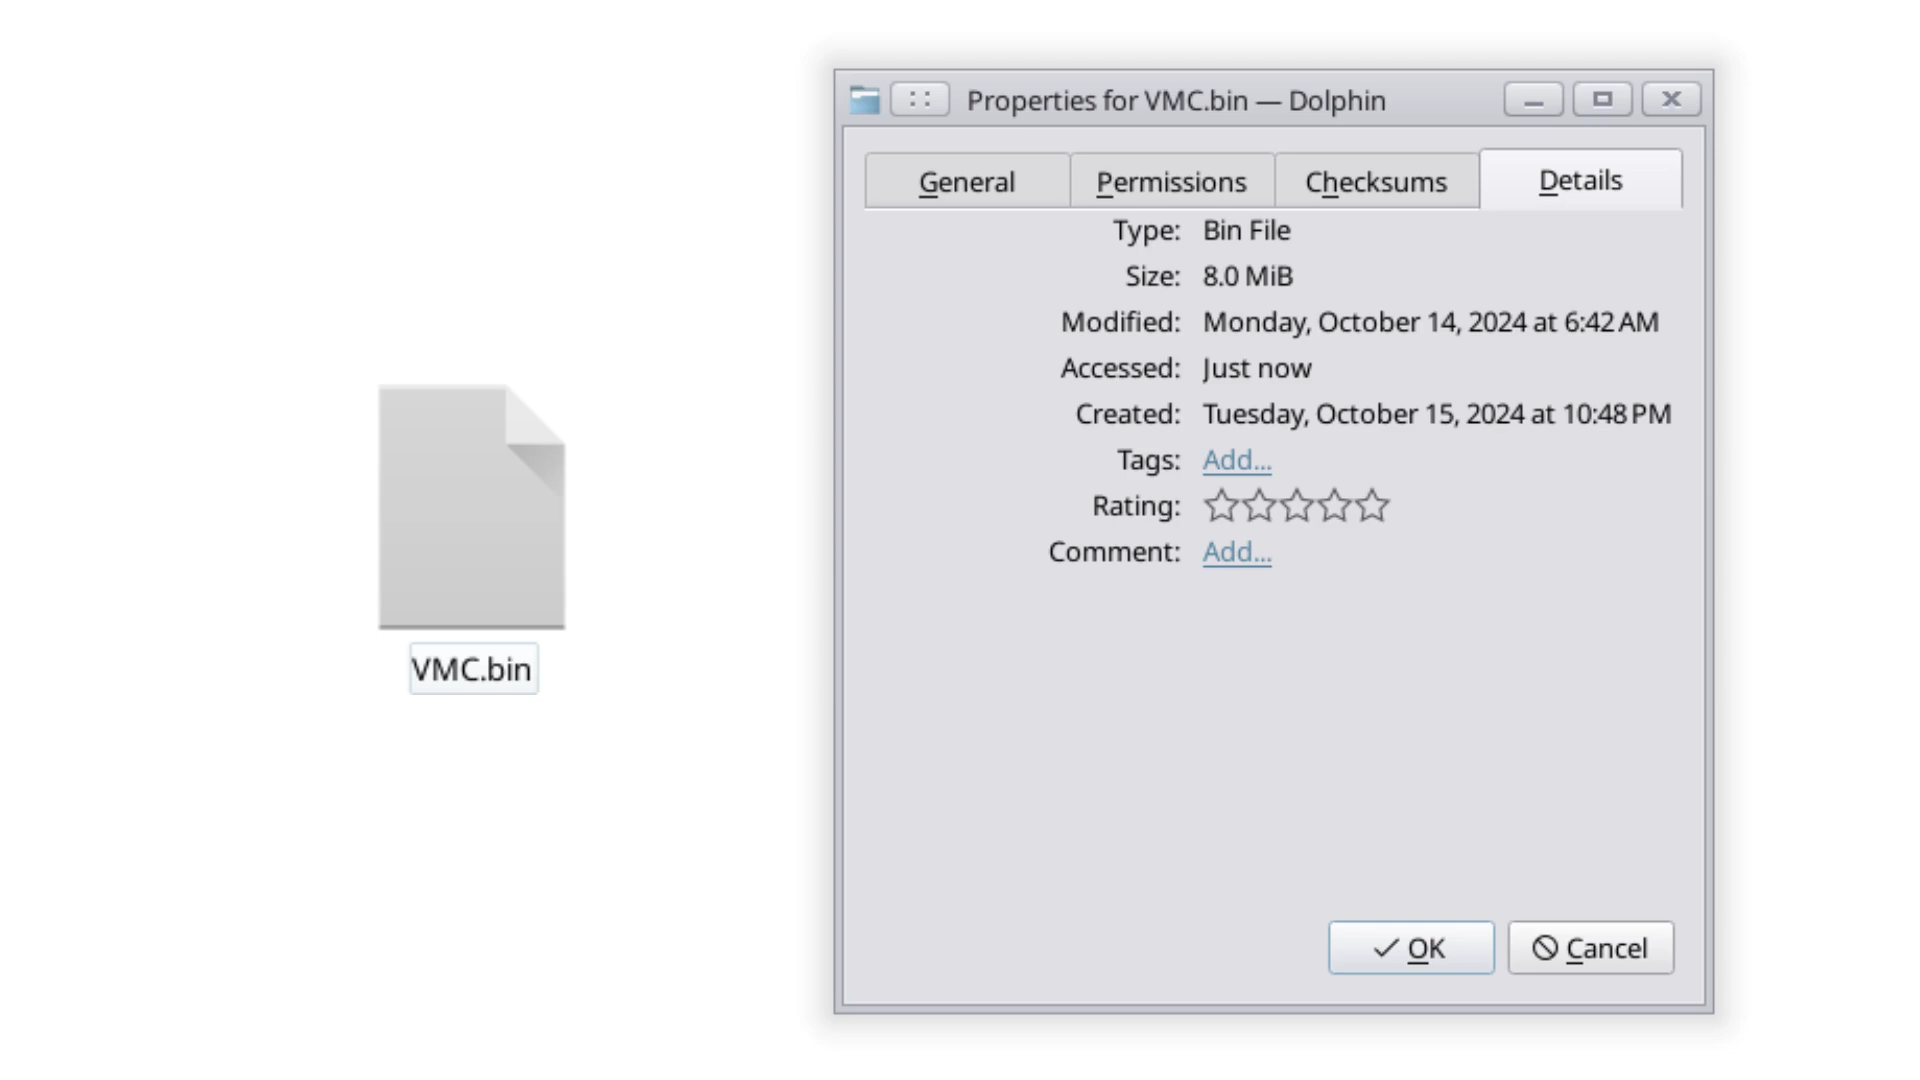 VMC.bin
Properties for VMC.bin — Dolphin
General Permissions Checksums Details
Type: Bin File
Size: 8.0 MiB
Modified: Monday, October 14, 2024 at 6:42 AM
Accessed: Just now
Created: Tuesday, October 15, 2024 at 10:48 PM
Tags: Add...
Rating:
Comment: Add...
OK Cancel